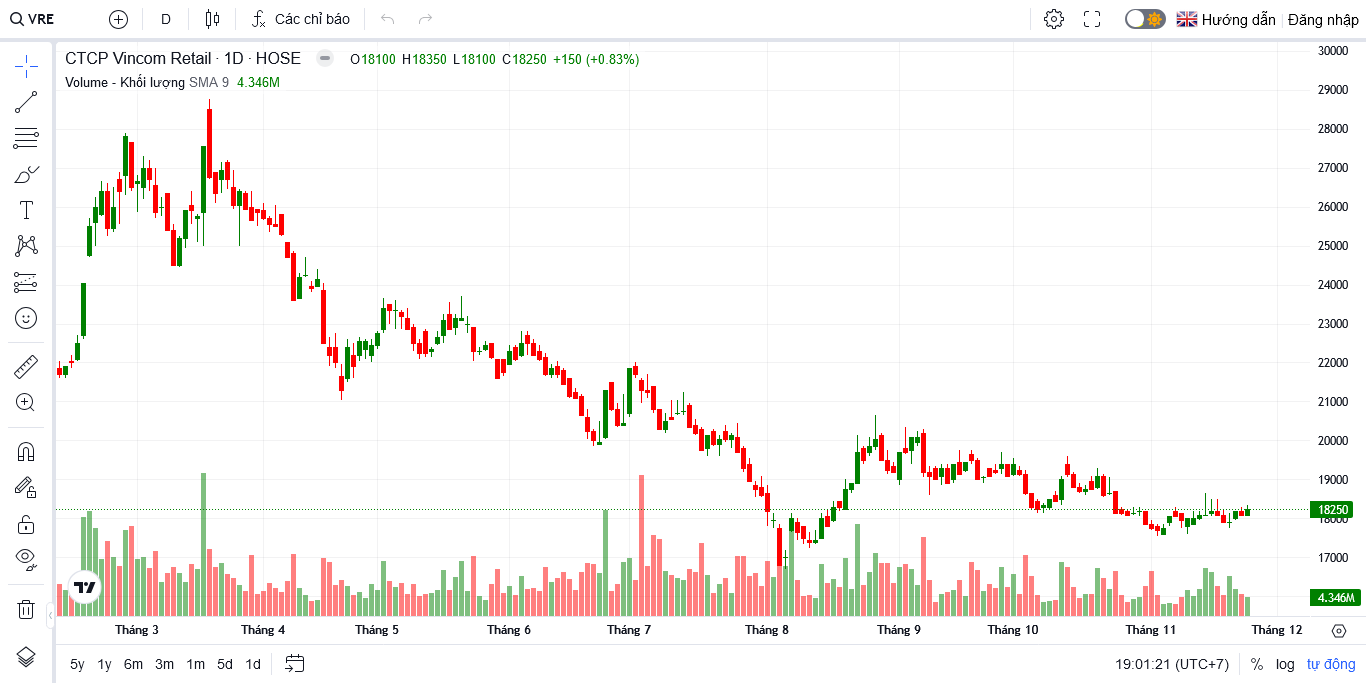 VRE D Các chỉ báo Hướng dẫn Đăng nhập
CTCP Vincom Retail · 1D · HOSE O18100 H18350 L18100 C18250 +150 (+0.83%)
Volume - Khối lượng SMA 9 4.346M
30000
29000
28000
27000
26000
25000
24000
23000
22000
21000
20000
19000
18250
18000
17000
4.346M
Tháng 3 Tháng 4 Tháng 5 Tháng 6 Tháng 7 Tháng 8 Tháng 9 Tháng 10 Tháng 11 Tháng 12
5y 1y 6m 3m 1m 5d 1d 19:01:21 (UTC+7) % log tự động